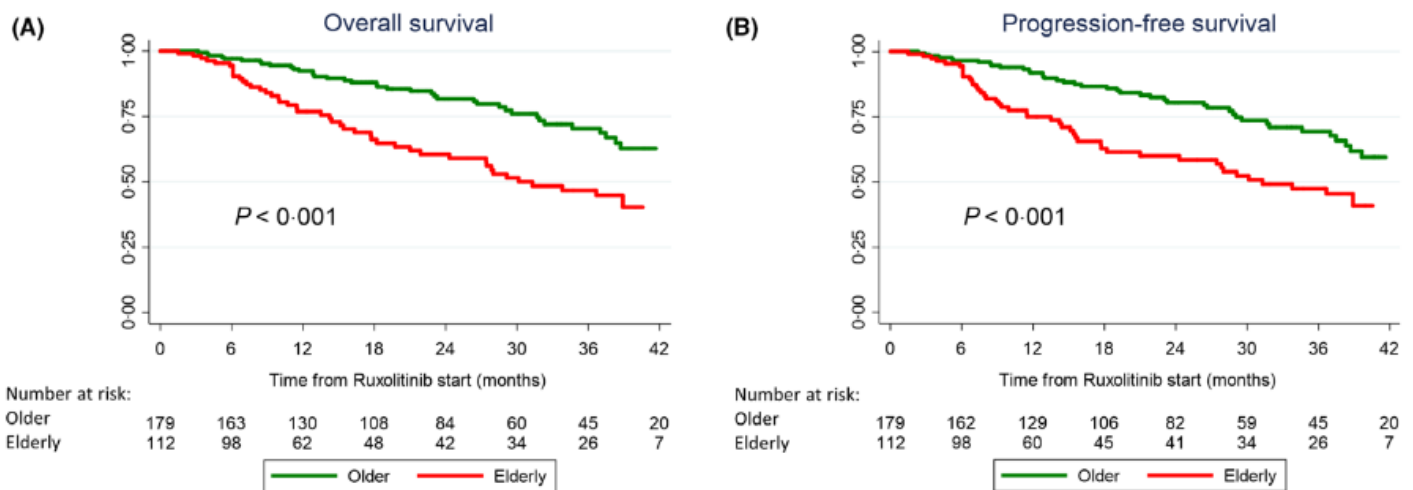 (A)
Overall survival
1·00
0·75
0·50
0·25
0·00
P < 0·001
0 6 12 18 24 30 36 42
Time from Ruxolitinib start (months)
Number at risk:
Older 179 163 130 108 84 60 45 20
Elderly 112 98 62 48 42 34 26 7
Older Elderly
(B)
Progression-free survival
1·00
0·75
0·50
0·25
0·00
P < 0·001
0 6 12 18 24 30 36 42
Time from Ruxolitinib start (months)
Number at risk:
Older 179 162 129 106 82 59 45 20
Elderly 112 98 60 45 41 34 26 7
Older Elderly